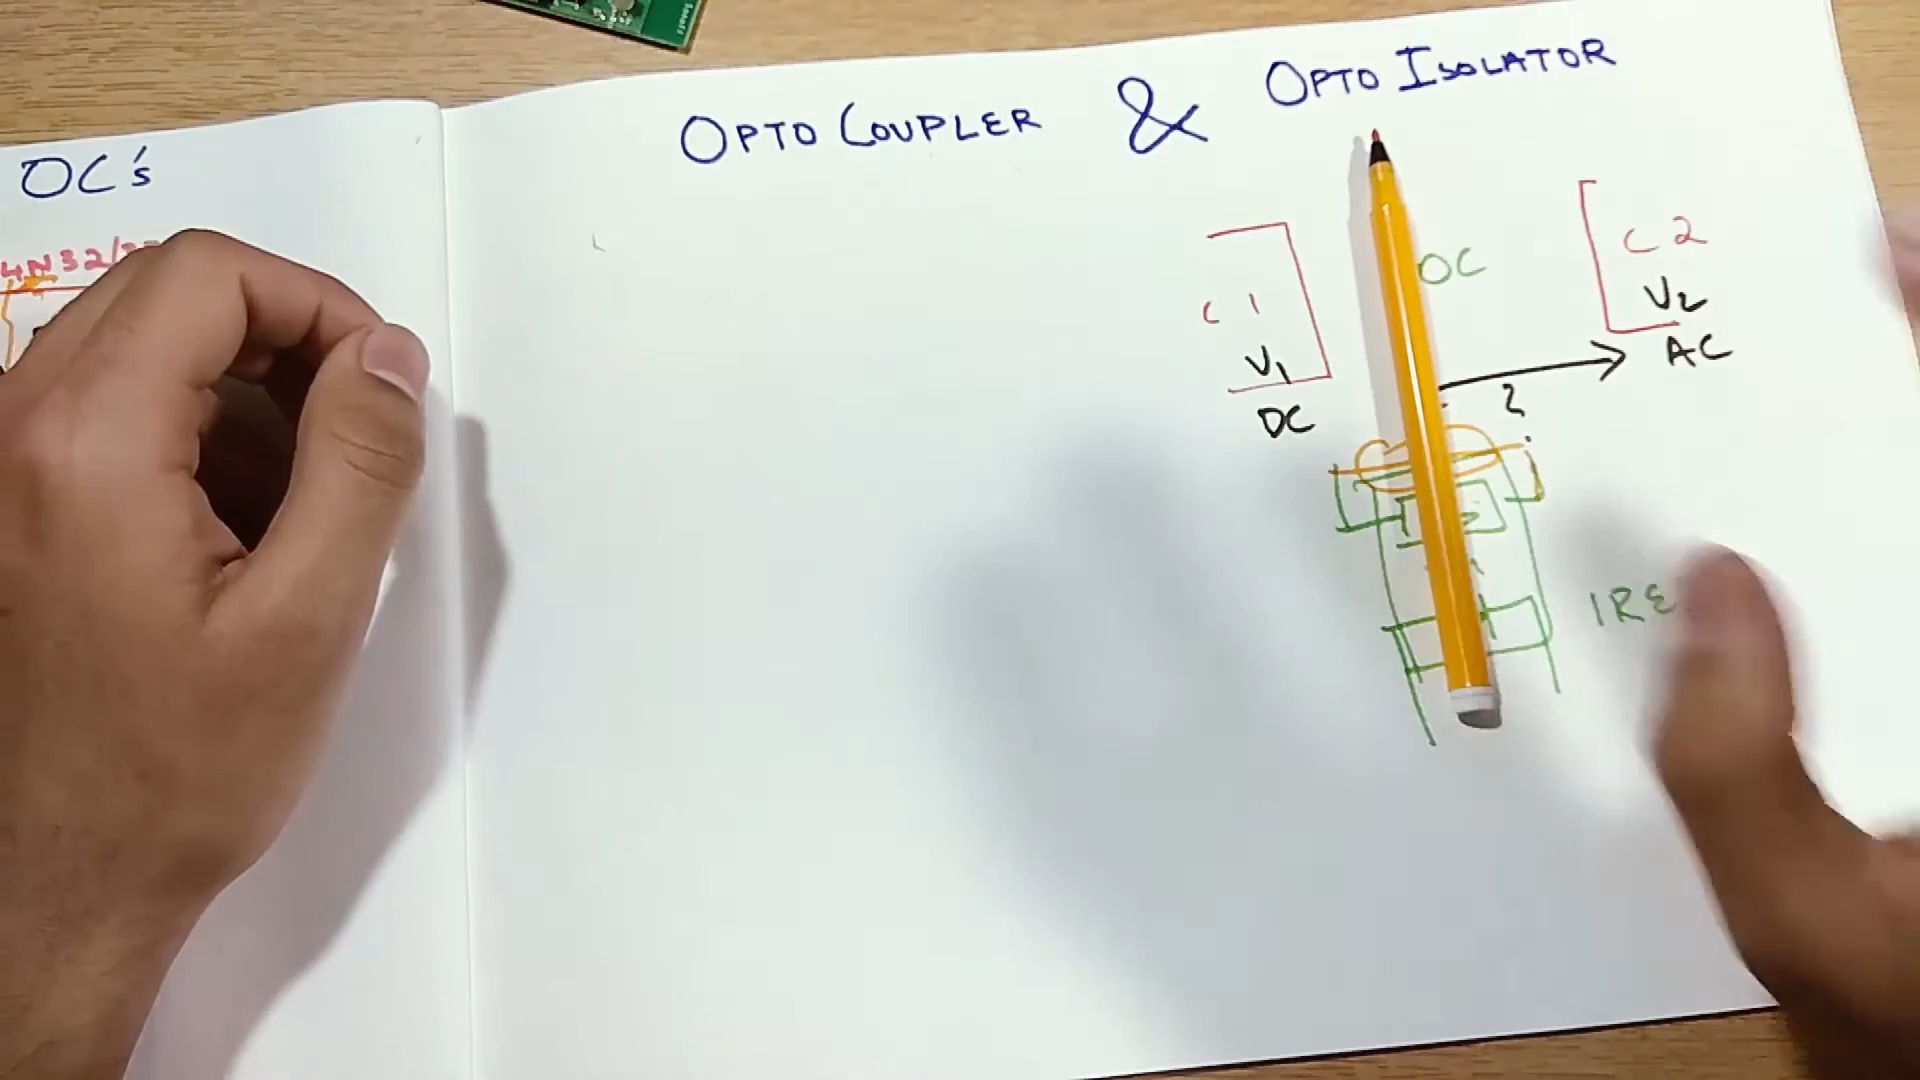 OPTO COUPLER & OPTO ISOLATOR
OC's
4N32/
OC
C 1
V1
DC
C 2
V2
AC
?